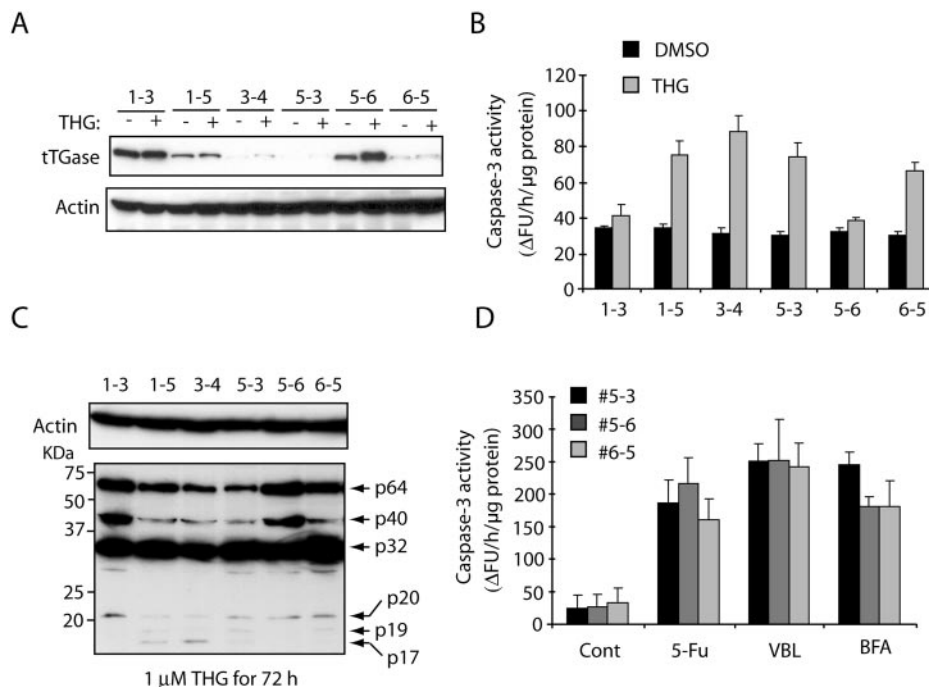 A
1-3 1-5 3-4 5-3 5-6 6-5
THG: - + - + - + - + - + - +
tTGase
Actin
B
DMSO
THG
Caspase-3 activity
(ΔFU/h/μg protein)
120
100
80
60
40
20
0
1-3 1-5 3-4 5-3 5-6 6-5
C
1-3 1-5 3-4 5-3 5-6 6-5
Actin
KDa
75
50
37
25
20
p64
p40
p32
p20
p19
p17
1 μM THG for 72 h
D
#5-3
#5-6
#6-5
Caspase-3 activity
(ΔFU/h/μg protein)
350
300
250
200
150
100
50
0
Cont 5-Fu VBL BFA